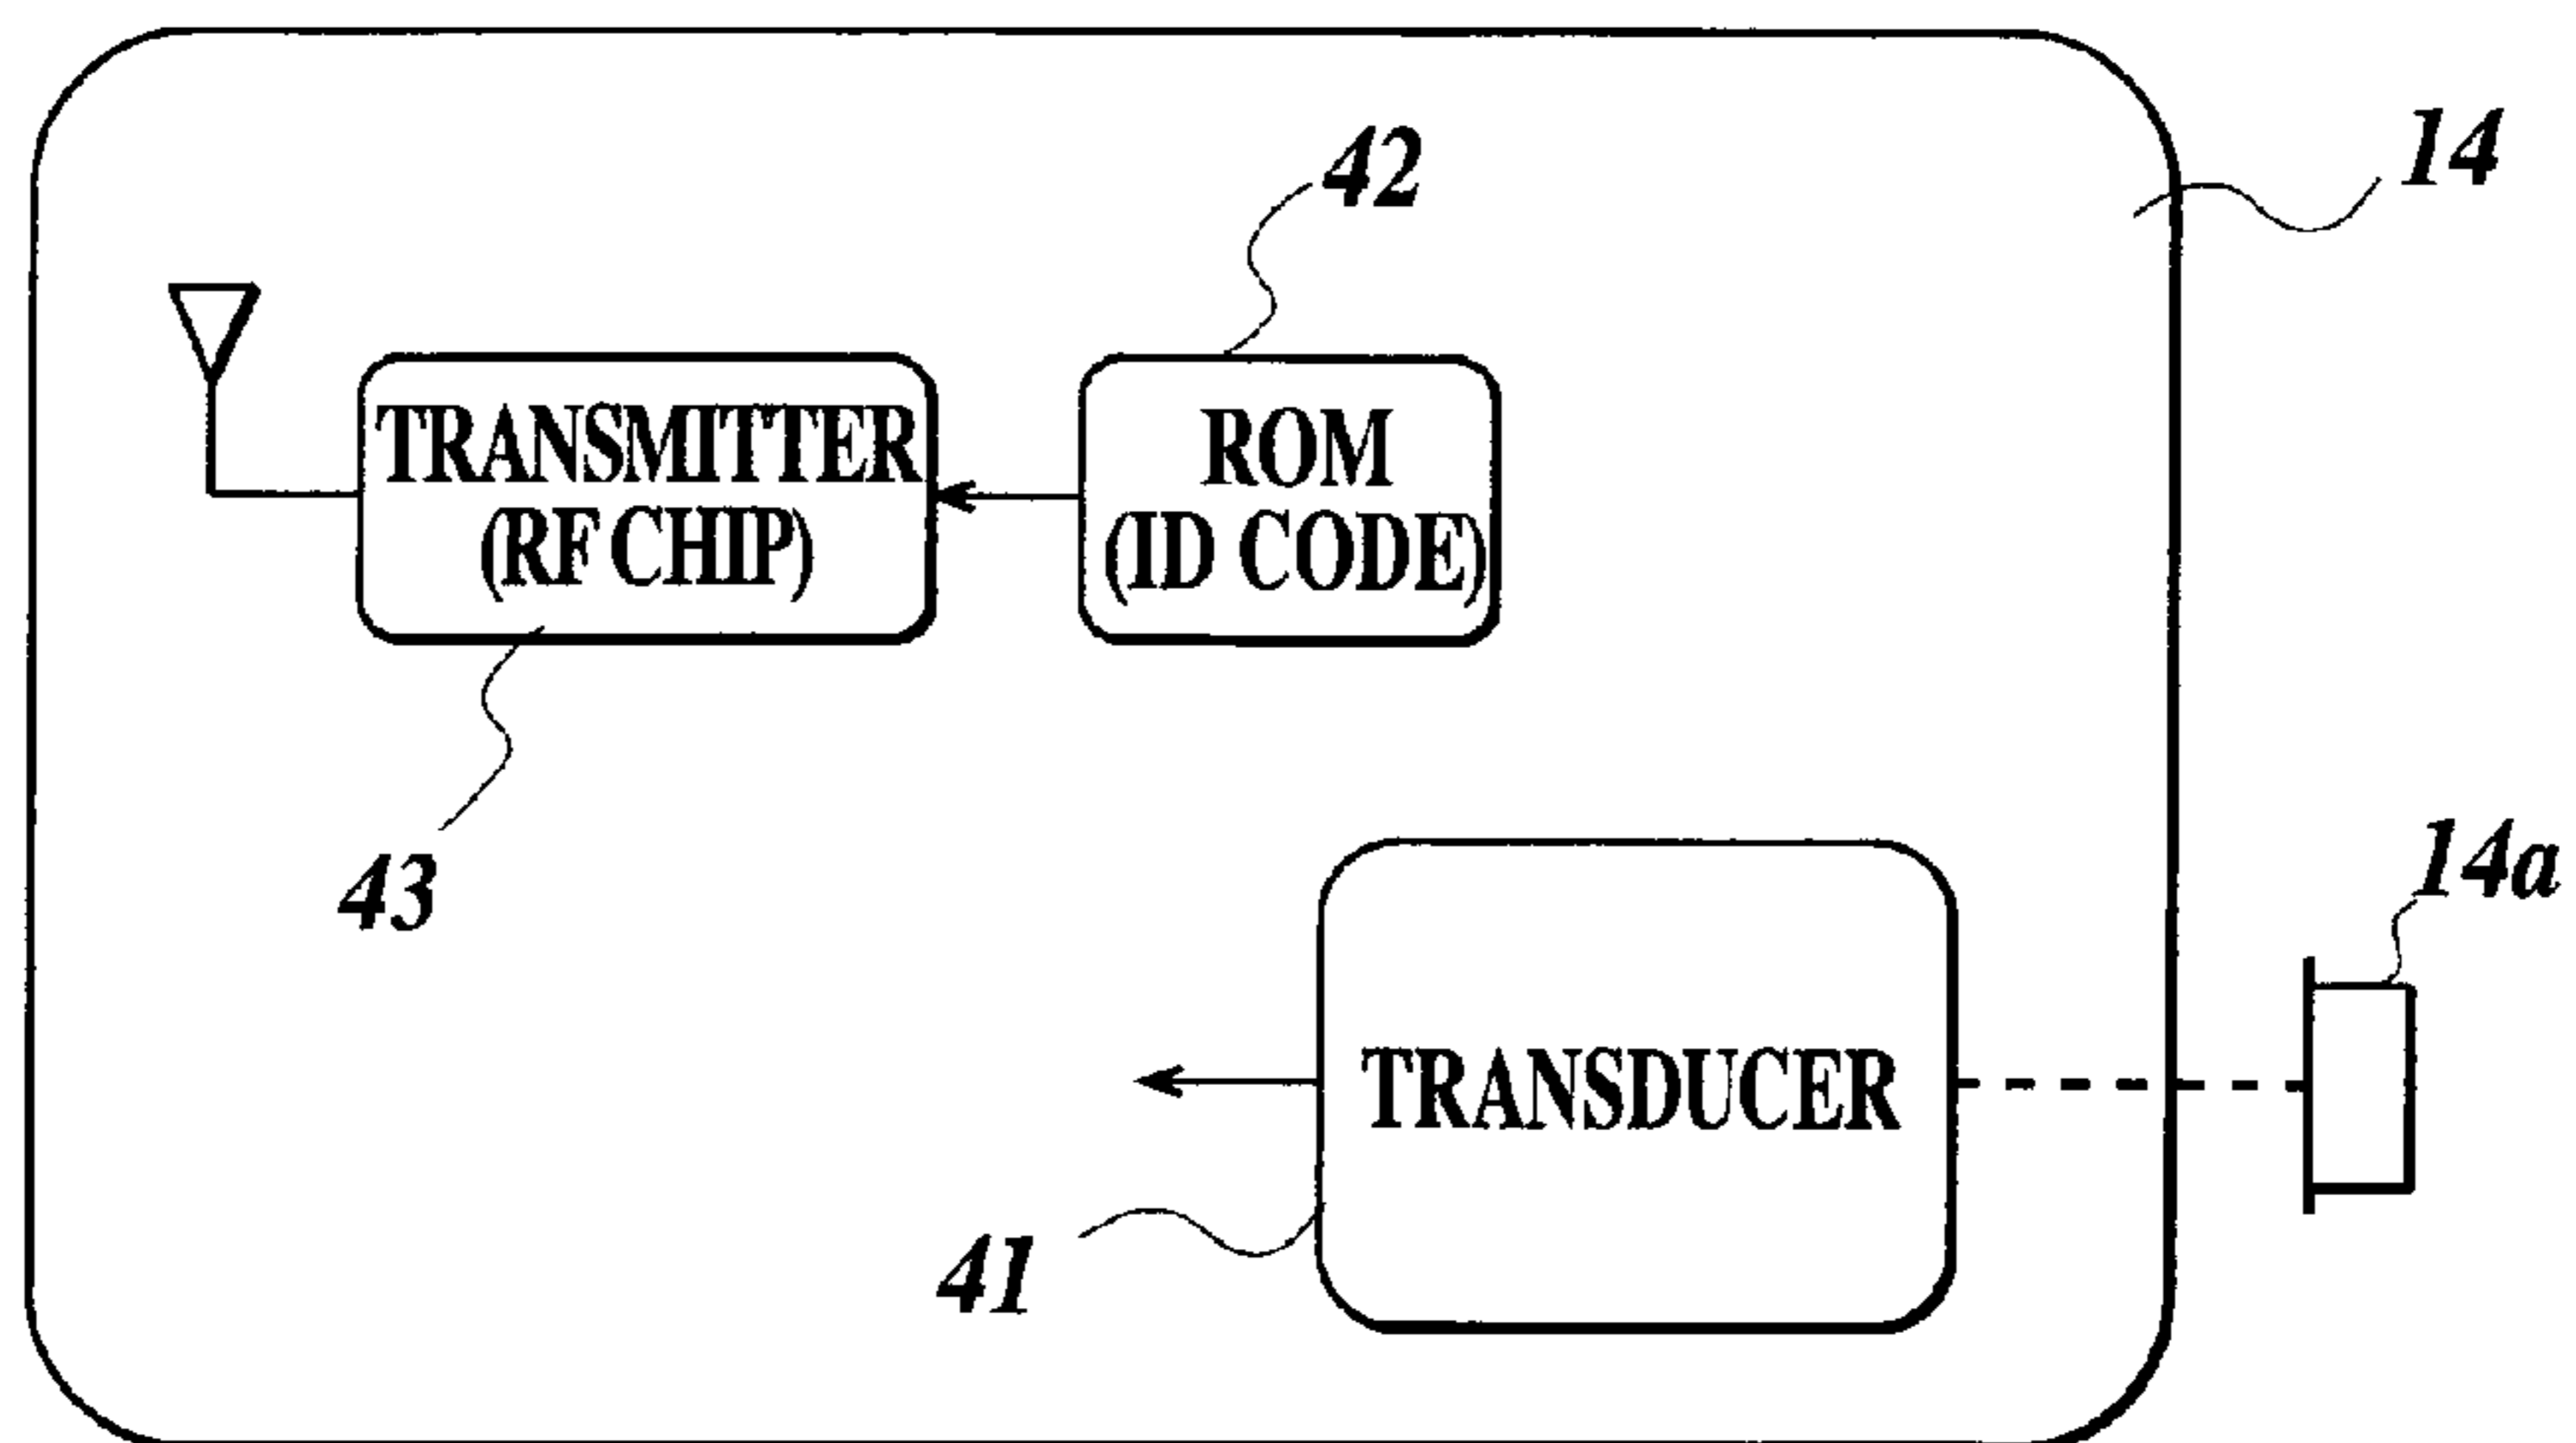 14
42
TRANSMITTER
(RF CHIP)
ROM
(ID CODE)
43
14a
TRANSDUCER
41